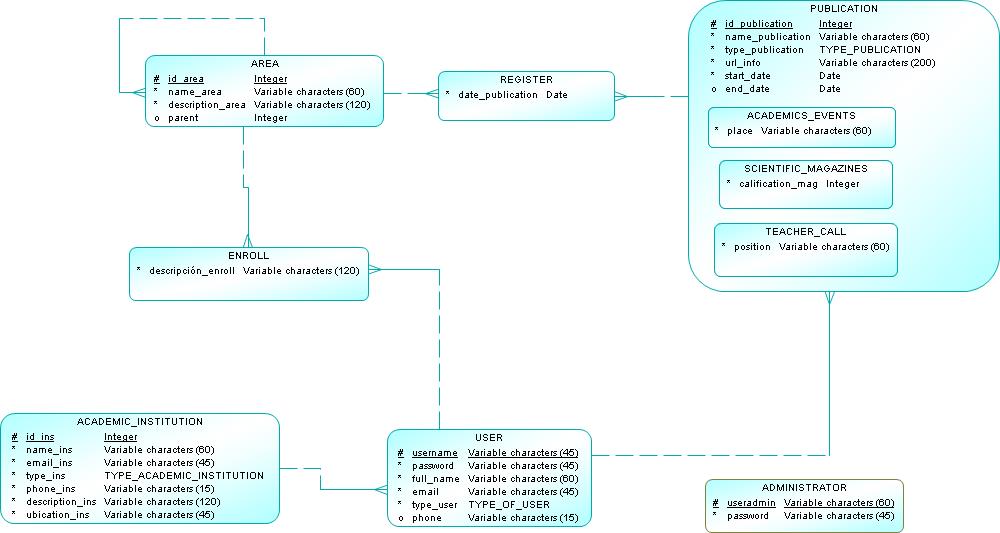 AREA
# id_area Integer
* name_area Variable characters (60)
* description_area Variable characters (120)
o parent Integer
REGISTER
* date_publication Date
PUBLICATION
# id_publication Integer
* name_publication Variable characters (60)
* type_publication TYPE_PUBLICATION
* url_info Variable characters (200)
* start_date Date
o end_date Date
ACADEMICS_EVENTS
* place Variable characters (60)
SCIENTIFIC_MAGAZINES
* calification_mag Integer
TEACHER_CALL
* position Variable characters (60)
ENROLL
* descripción_enroll Variable characters (120)
ACADEMIC_INSTITUTION
# id_ins Integer
* name_ins Variable characters (60)
* email_ins Variable characters (45)
* type_ins TYPE_ACADEMIC_INSTITUTION
* phone_ins Variable characters (15)
* description_ins Variable characters (120)
* ubication_ins Variable characters (45)
USER
# username Variable characters (45)
* password Variable characters (45)
* full_name Variable characters (60)
* email Variable characters (45)
* type_user TYPE_OF_USER
o phone Variable characters (15)
ADMINISTRATOR
# useradmin Variable characters (60)
* password Variable characters (45)